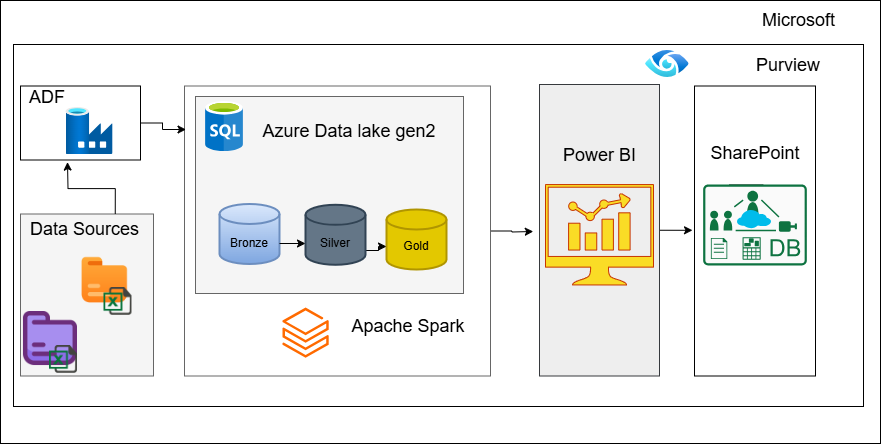 Microsoft
Purview
ADF
Data Sources
X
X
SQL
Azure Data lake gen2
Bronze
Silver
Gold
Apache Spark
Power BI
SharePoint
DB